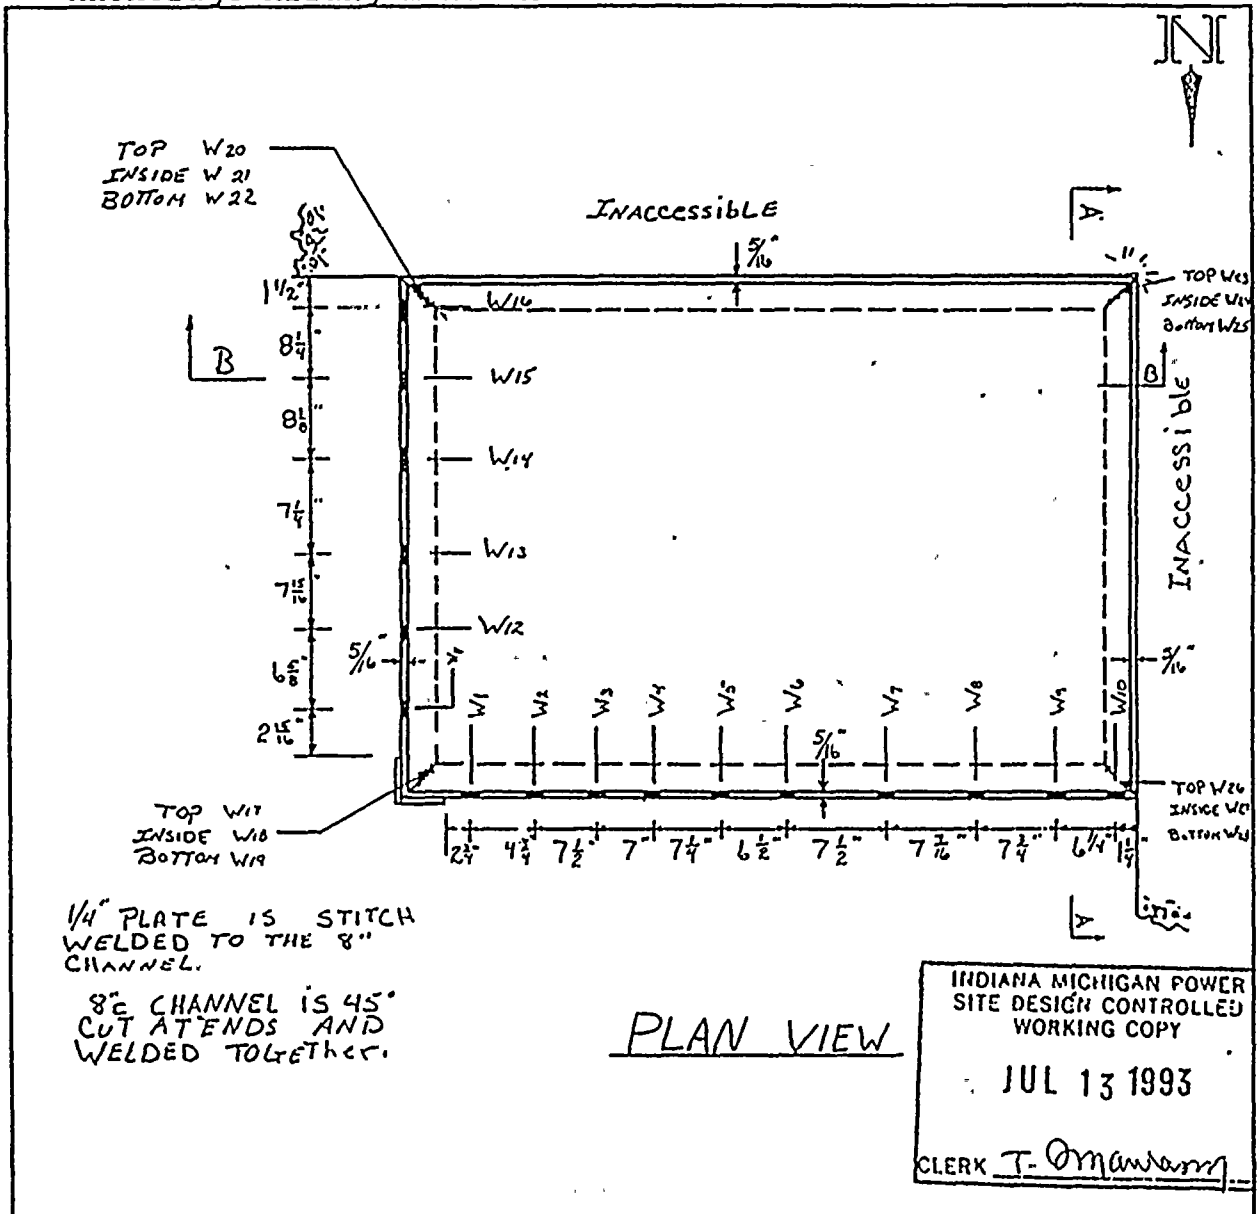 N
TOP W20
INSIDE W21
BOTTOM W22
INACCESSIBLE
A
5/16"
TOP
INSIDE
BOTTOM W25
1 1/2"
W16
8 1/4"
B
W15
B
8 1/8"
W14
INACCESSIBLE
7 1/4"
W13
7 15/16"
W12
5/16"
5/16"
6 5/8"
W1
W2
W3
W4
W5
W6
W7
W8
W9
W10
2 15/16"
5/16"
TOP W17
INSIDE W18
BOTTOM W19
TOP W26
INSIDE
BOTTOM
2 3/4"
4 3/4"
7 1/2"
7"
7 1/4"
6 1/2"
7 1/2"
7 7/16"
7 3/4"
6 1/4"
1 1/4"
A
1/4" PLATE IS STITCH
WELDED TO THE 8"
CHANNEL.
8"C CHANNEL IS 45°
CUT AT ENDS AND
WELDED TOGETHER.
PLAN VIEW
INDIANA MICHIGAN POWER
SITE DESIGN CONTROLLED
WORKING COPY
JUL 13 1993
CLERK T.